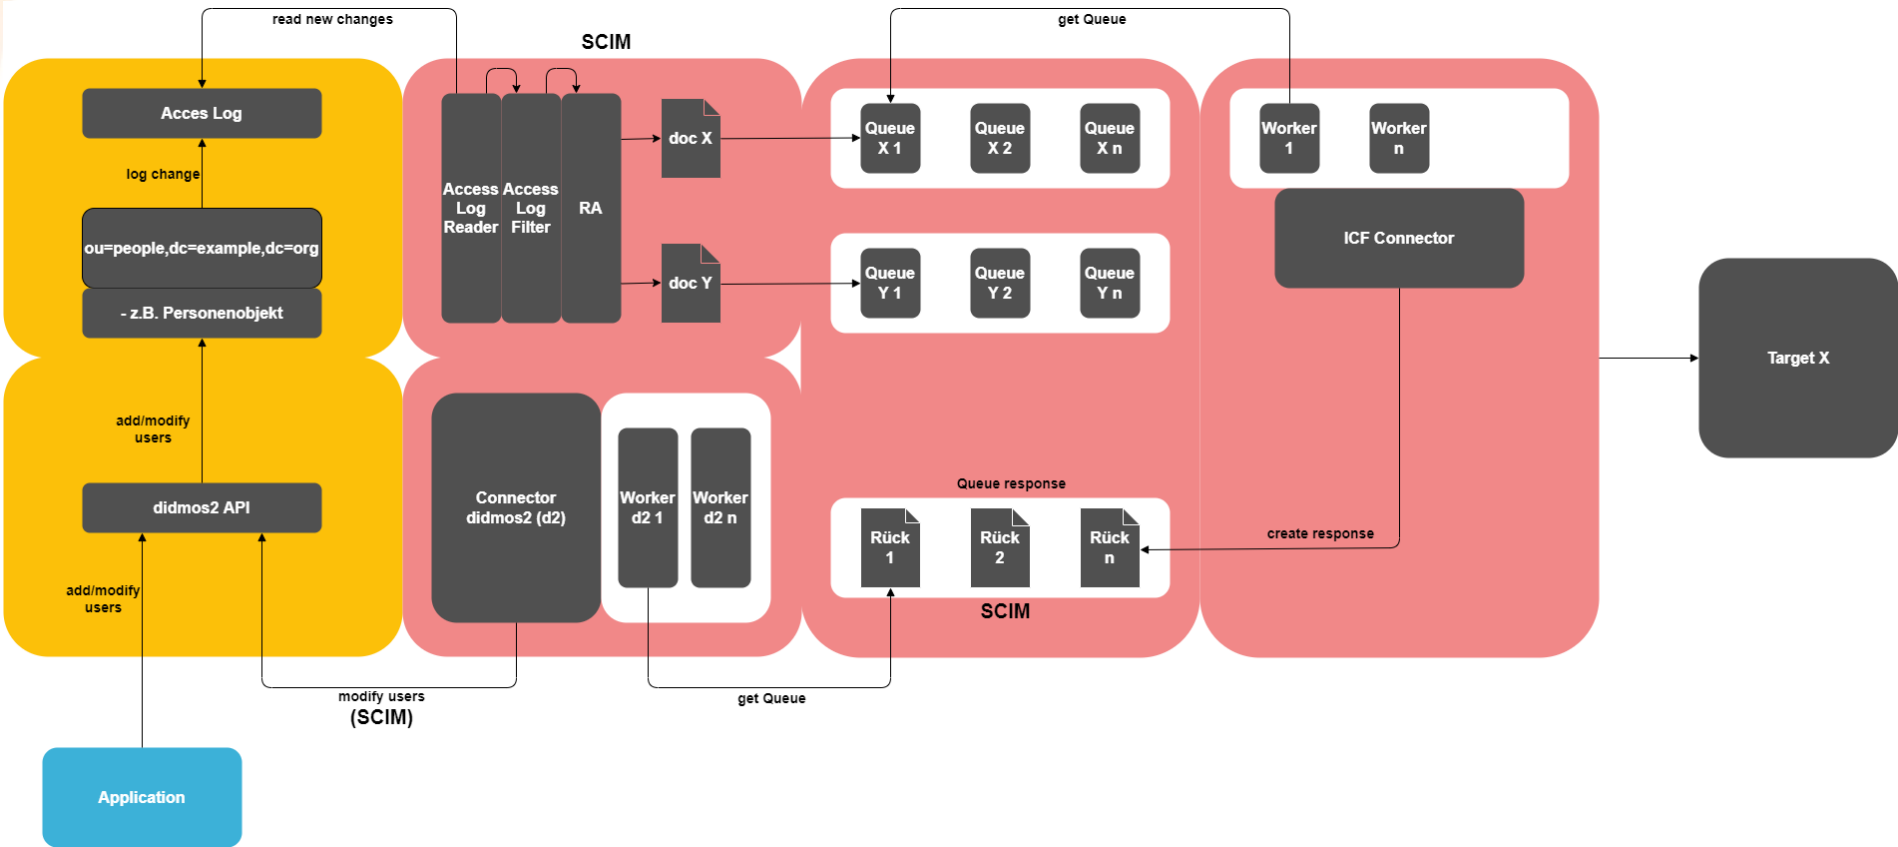 read new changes
get Queue
SCIM
Acces Log
log change
ou=people,dc=example,dc=org
- z.B. Personenobjekt
add/modify
users
didmos2 API
add/modify
users
Application
Access
Log
Reader
Access
Log
Filter
RA
doc X
doc Y
Queue
X 1
Queue
X 2
Queue
X n
Queue
Y 1
Queue
Y 2
Queue
Y n
Worker
1
Worker
n
ICF Connector
Target X
Connector
didmos2 (d2)
Worker
d2 1
Worker
d2 n
Queue response
Rück
1
Rück
2
Rück
n
SCIM
create response
modify users
(SCIM)
get Queue